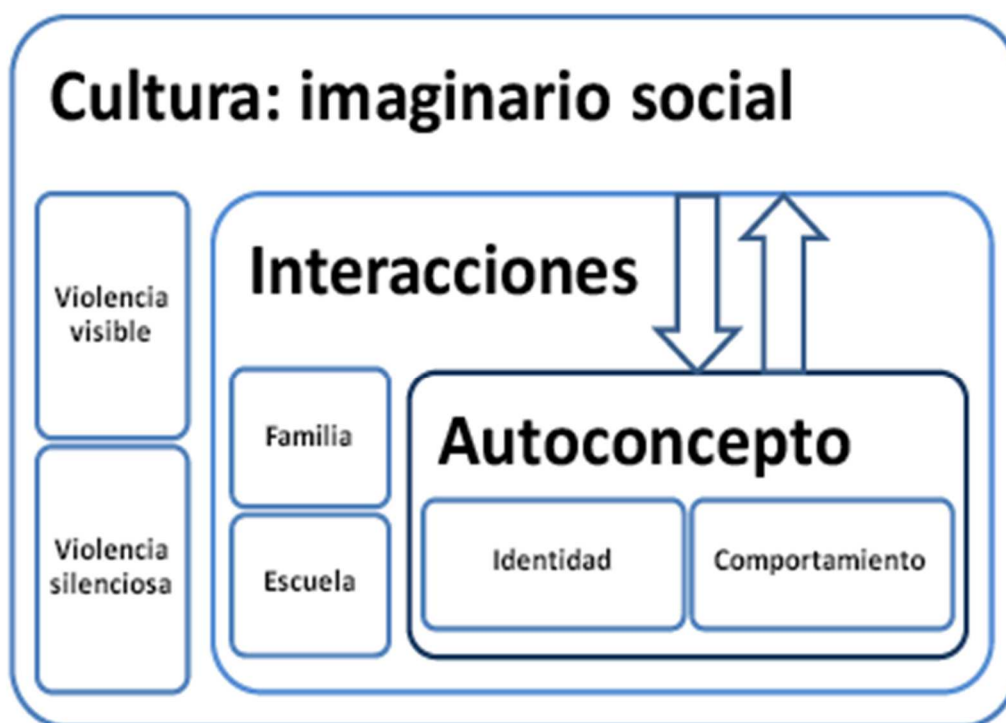 Cultura: imaginario social
Violencia
visible
Violencia
silenciosa
Interacciones
Familia
Escuela
Autoconcepto
Identidad
Comportamiento